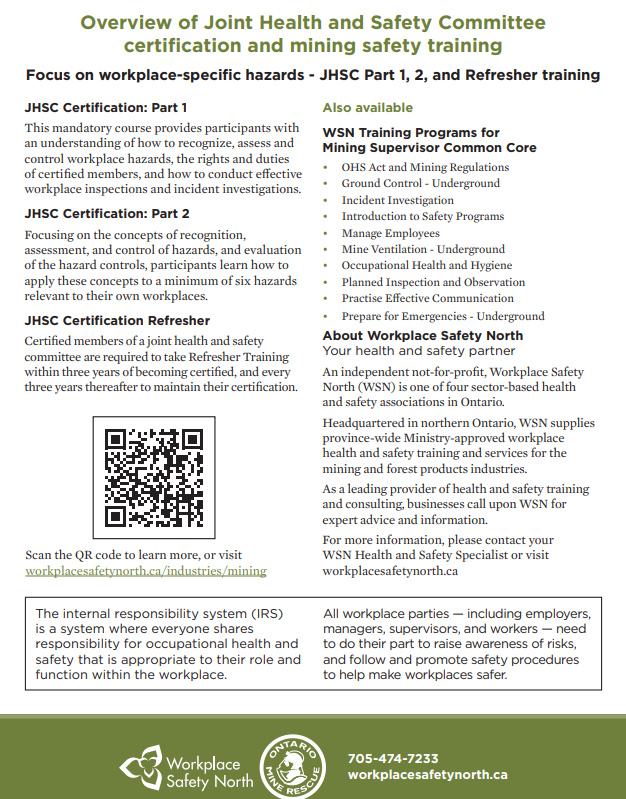 Overview of Joint Health and Safety Committee
certification and mining safety training
Focus on workplace-specific hazards - JHSC Part 1, 2, and Refresher training
JHSC Certification: Part 1
This mandatory course provides participants with
an understanding of how to recognize, assess and
control workplace hazards, the rights and duties
of certified members, and how to conduct effective
workplace inspections and incident investigations.
JHSC Certification: Part 2
Focusing on the concepts of recognition,
assessment, and control of hazards, and evaluation
of the hazard controls, participants learn how to
apply these concepts to a minimum of six hazards
relevant to their own workplaces.
JHSC Certification Refresher
Certified members of a joint health and safety
committee are required to take Refresher Training
within three years of becoming certified, and every
three years thereafter to maintain their certification.
Scan the QR code to learn more, or visit
workplacesafetynorth.ca/industries/mining
Also available
WSN Training Programs for
Mining Supervisor Common Core
• OHS Act and Mining Regulations
• Ground Control - Underground
• Incident Investigation
• Introduction to Safety Programs
• Manage Employees
• Mine Ventilation - Underground
• Occupational Health and Hygiene
• Planned Inspection and Observation
• Practise Effective Communication
• Prepare for Emergencies - Underground
About Workplace Safety North
Your health and safety partner
An independent not-for-profit, Workplace Safety
North (WSN) is one of four sector-based health
and safety associations in Ontario.
Headquartered in northern Ontario, WSN supplies
province-wide Ministry-approved workplace
health and safety training and services for the
mining and forest products industries.
As a leading provider of health and safety training
and consulting, businesses call upon WSN for
expert advice and information.
For more information, please contact your
WSN Health and Safety Specialist or visit
workplacesafetynorth.ca
The internal responsibility system (IRS)
is a system where everyone shares
responsibility for occupational health and
safety that is appropriate to their role and
function within the workplace.
All workplace parties — including employers,
managers, supervisors, and workers — need
to do their part to raise awareness of risks,
and follow and promote safety procedures
to help make workplaces safer.
Workplace
Safety North
ONTARIO
MINE RESCUE
705-474-7233
workplacesafetynorth.ca